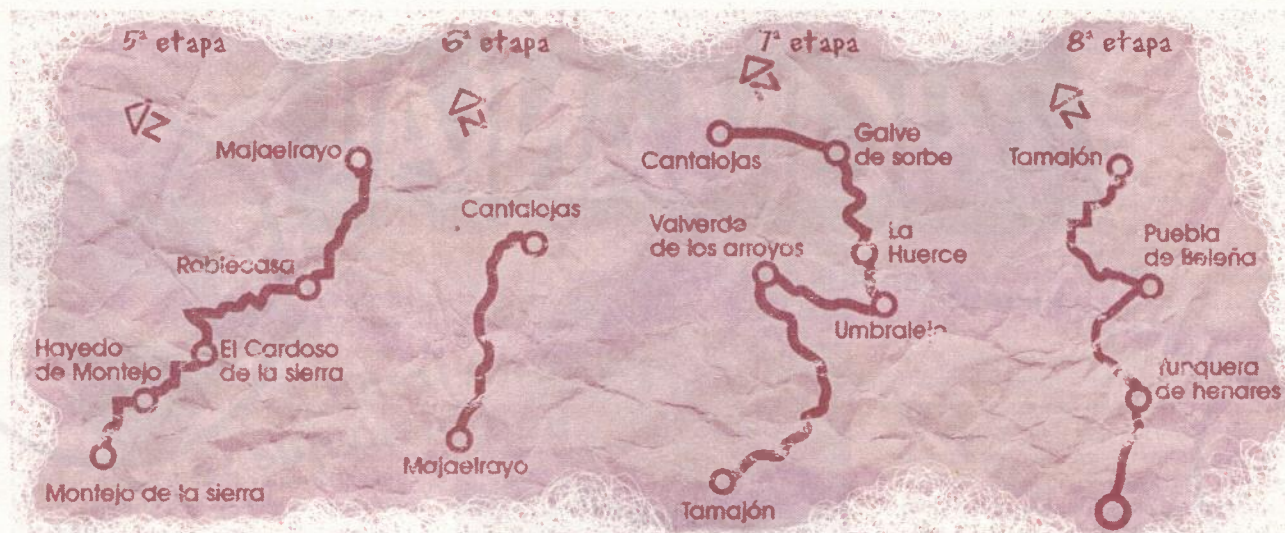 5ª etapa
6ª etapa
7ª etapa
8ª etapa
N
Majaelrayo
Roblecasa
Hayedo
de Montejo
El Cardoso
de la sierra
Montejo de la sierra
N
Cantalojas
Majaelrayo
Cantalojas
Galve
de sorbe
Valverde
de los arroyos
La
Huerce
Umbralejo
Tamajón
N
Tamajón
Puebla
de Beleña
Yunquera
de henares